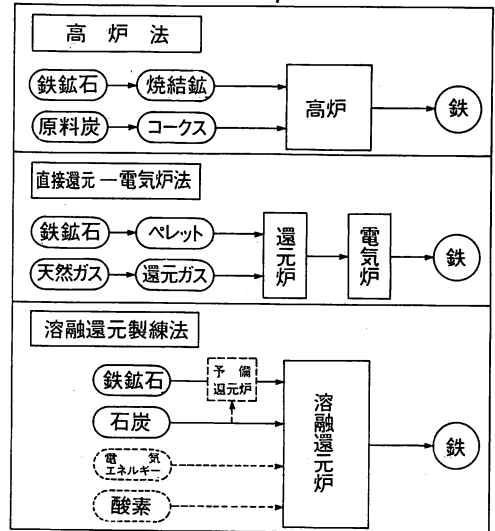 高炉法
鉄鉱石
焼結鉱
原料炭
コークス
高炉
鉄
直接還元―電気炉法
鉄鉱石
ペレット
天然ガス
還元ガス
還元炉
電気炉
鉄
溶融還元製練法
鉄鉱石
予備
還元炉
石炭
電気
エネルギー
酸素
溶融還元炉
鉄